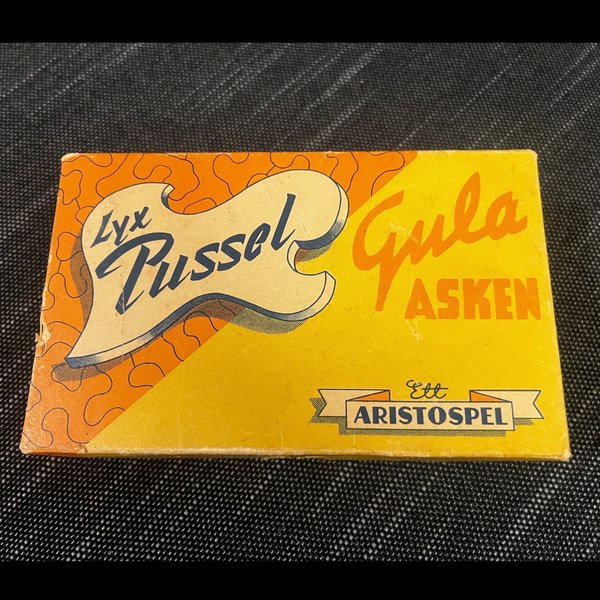 Lyx
Pussel
Gula
ASKEN
Ett
ARISTOSPEL